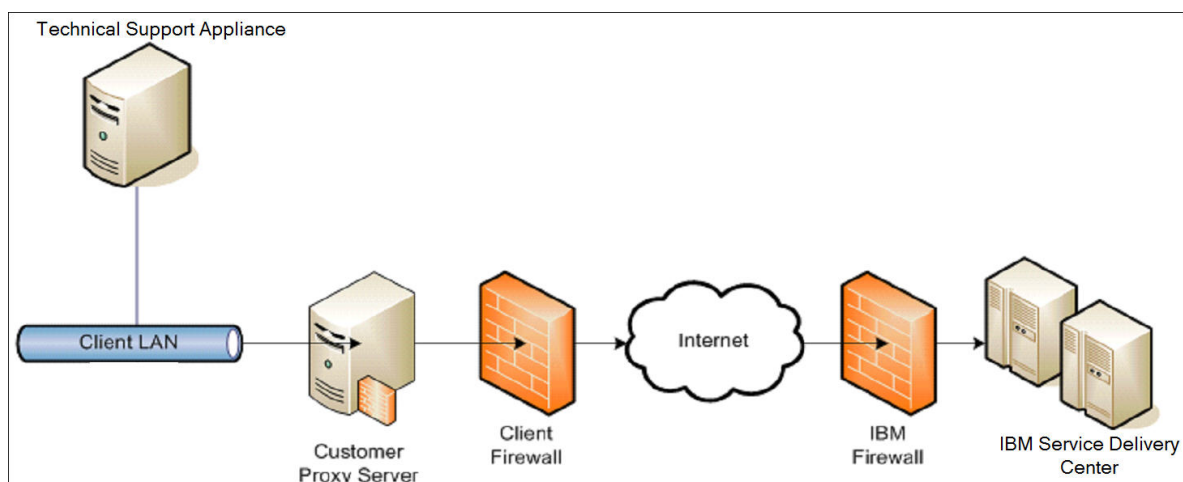 Technical Support Appliance
Client LAN
Internet
Customer
Proxy Server
Client
Firewall
IBM
Firewall
IBM Service Delivery
Center